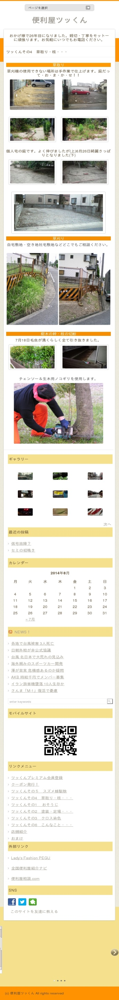 ページを選択
便利屋ツッくん
おかげ様で26年目になりました。親切・丁寧をモットー
に頑張ります。お気軽にいつでもお電話ください。
ツッくんその4　草取り・枝・・・
草取り
草刈機の使用できない場所は手作業で仕上げます。庭だっ
て・お・ま・か・せ！！
個人宅の庭です。よく伸びましたが(上)6月26日綺麗さっぱ
りとなりました(下)
草刈り
自宅敷地・空き地社宅敷地などどこでもご相談ください。
樹木の幹・枝の切断
7月18日毛虫が湧くらしく全て引き抜きました。
チェンソー＆生木用ノコギリを使用します。
ギャラリー
次へ
最近の投稿
信号故障？
セミの初鳴き
カレンダー
2014年8月
月 火 水 木 金 土 日
1 2 3
4 5 6 7 8 9 10
11 12 13 14 15 16 17
18 19 20 21 22 23 24
25 26 27 28 29 30 31
« 7月
NEWS！
各地で台風被害 3人死亡
日朝外相が非公式協議
台風 北日本で大荒れの見込み
海外頼みのスポーツカー開発
澤が苦言 危機感あるのか疑問
AKB 時給千円でメンバー募集
イラン旅客機墜落 10人生存か
さんま「M-1」復活で憂慮
enter keywords
モバイルサイト
リンクメニュー
ツッくんプレミアム会員登録
クーポン発行！
ツッくんその５　スズメ蜂駆除
ツッくんその4　草取り・枝・・・
ツッくんその1　おそうじ
ツッくんその2　塗装・足場・・・
ツッくんその3　クロス染色
ツッくんその6　こんなこと・・・
店舗紹介
おまけ
外部リンク
Lady's Fashion PEGU
全国便利屋紹介ナビ
便利屋相談.com
SNS
このサイトを友達に教える
(c) 便利屋ツッくん All rights reserved